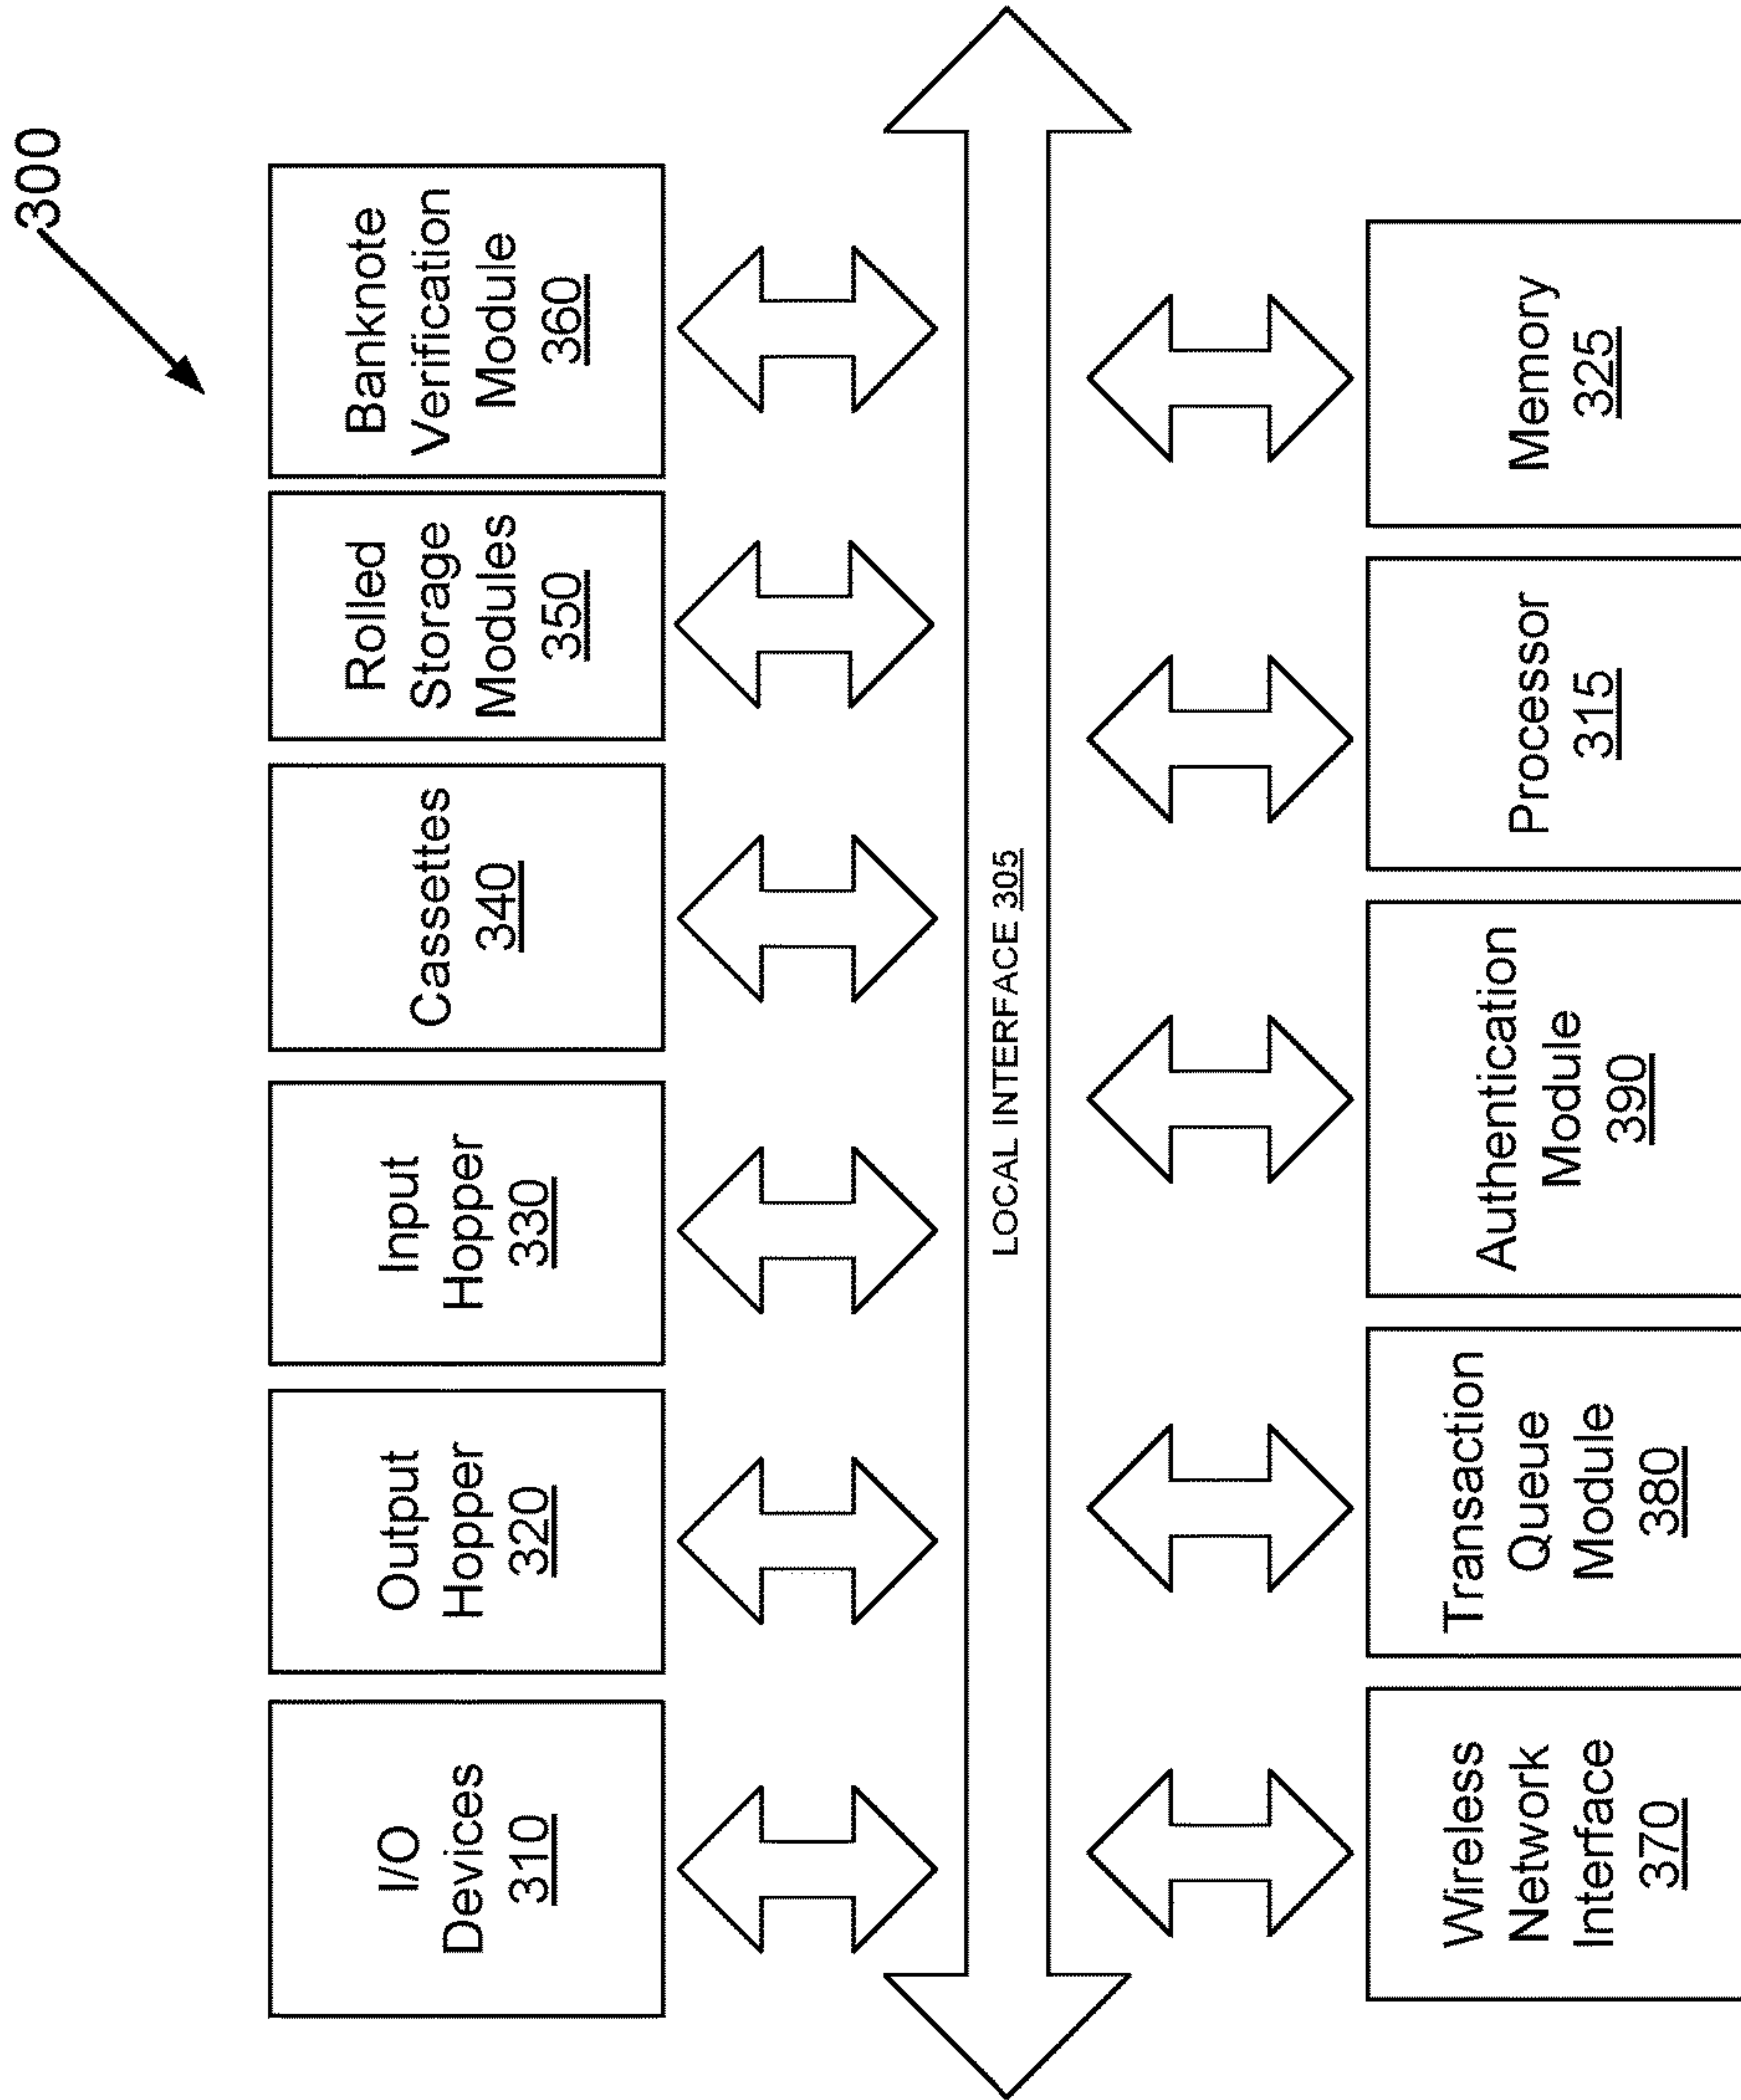 300
I/O
Devices
310
Output
Hopper
320
Input
Hopper
330
Cassettes
340
Rolled
Storage
Modules
350
Banknote
Verification
Module
360
LOCAL INTERFACE 305
Wireless
Network
Interface
370
Transaction
Queue
Module
380
Authentication
Module
390
Processor
315
Memory
325